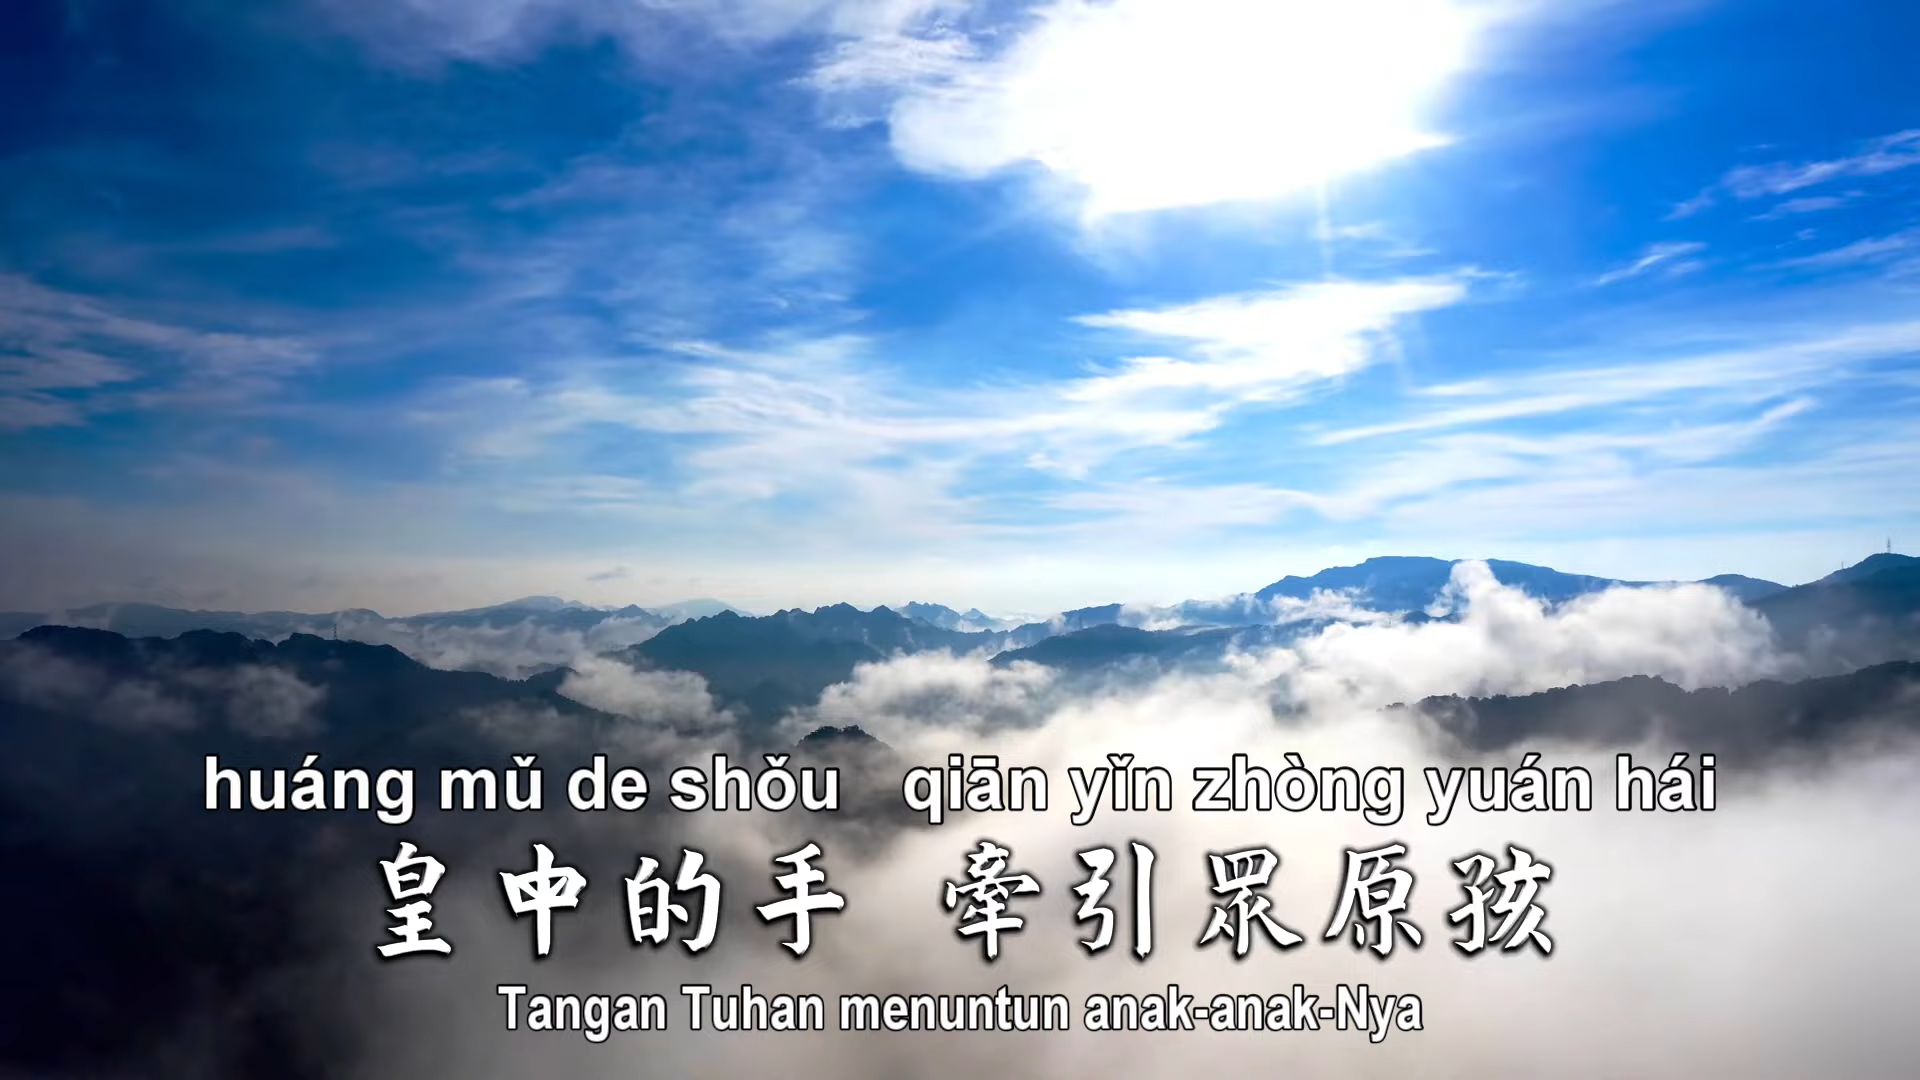 huáng mǔ de shǒu qiān yǐn zhòng yuán hái
皇中的手 牽引眾原孩
Tangan Tuhan menuntun anak-anak-Nya